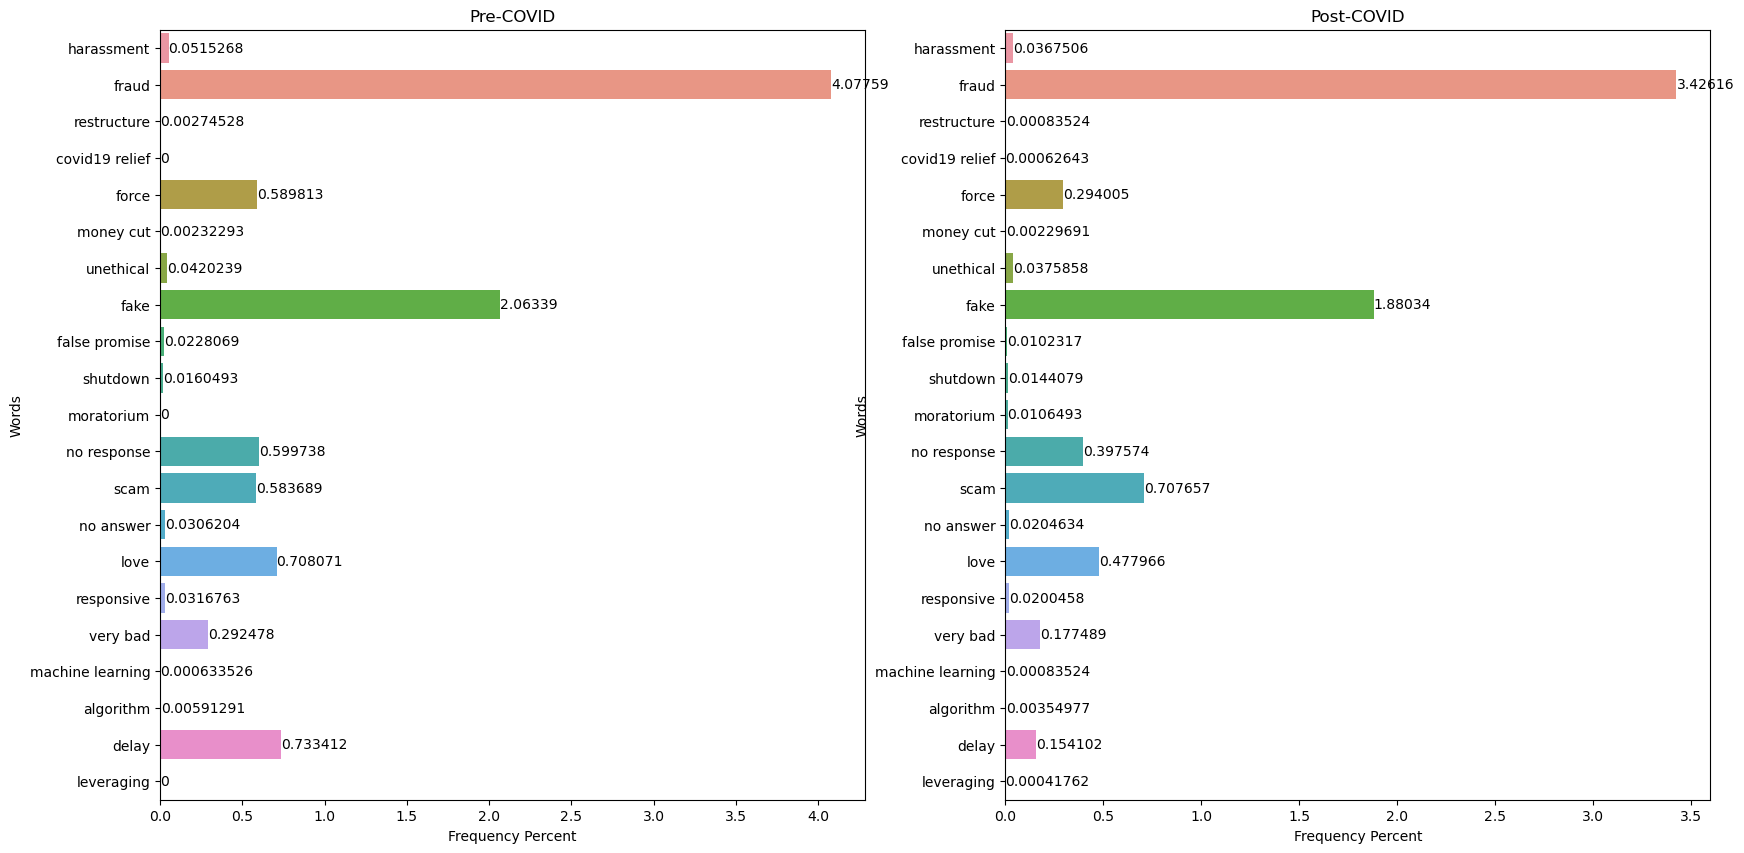 Pre-COVID
Words
harassment 0.0515268
fraud 4.07759
restructure 0.00274528
covid19 relief 0
force 0.589813
money cut 0.00232293
unethical 0.0420239
fake 2.06339
false promise 0.0228069
shutdown 0.0160493
moratorium 0
no response 0.599738
scam 0.583689
no answer 0.0306204
love 0.708071
responsive 0.0316763
very bad 0.292478
machine learning 0.000633526
algorithm 0.00591291
delay 0.733412
leveraging 0
0.0 0.5 1.0 1.5 2.0 2.5 3.0 3.5 4.0
Frequency Percent
Post-COVID
Words
harassment 0.0367506
fraud 3.42616
restructure 0.00083524
covid19 relief 0.00062643
force 0.294005
money cut 0.00229691
unethical 0.0375858
fake 1.88034
false promise 0.0102317
shutdown 0.0144079
moratorium 0.0106493
no response 0.397574
scam 0.707657
no answer 0.0204634
love 0.477966
responsive 0.0200458
very bad 0.177489
machine learning 0.00083524
algorithm 0.00354977
delay 0.154102
leveraging 0.00041762
0.0 0.5 1.0 1.5 2.0 2.5 3.0 3.5
Frequency Percent